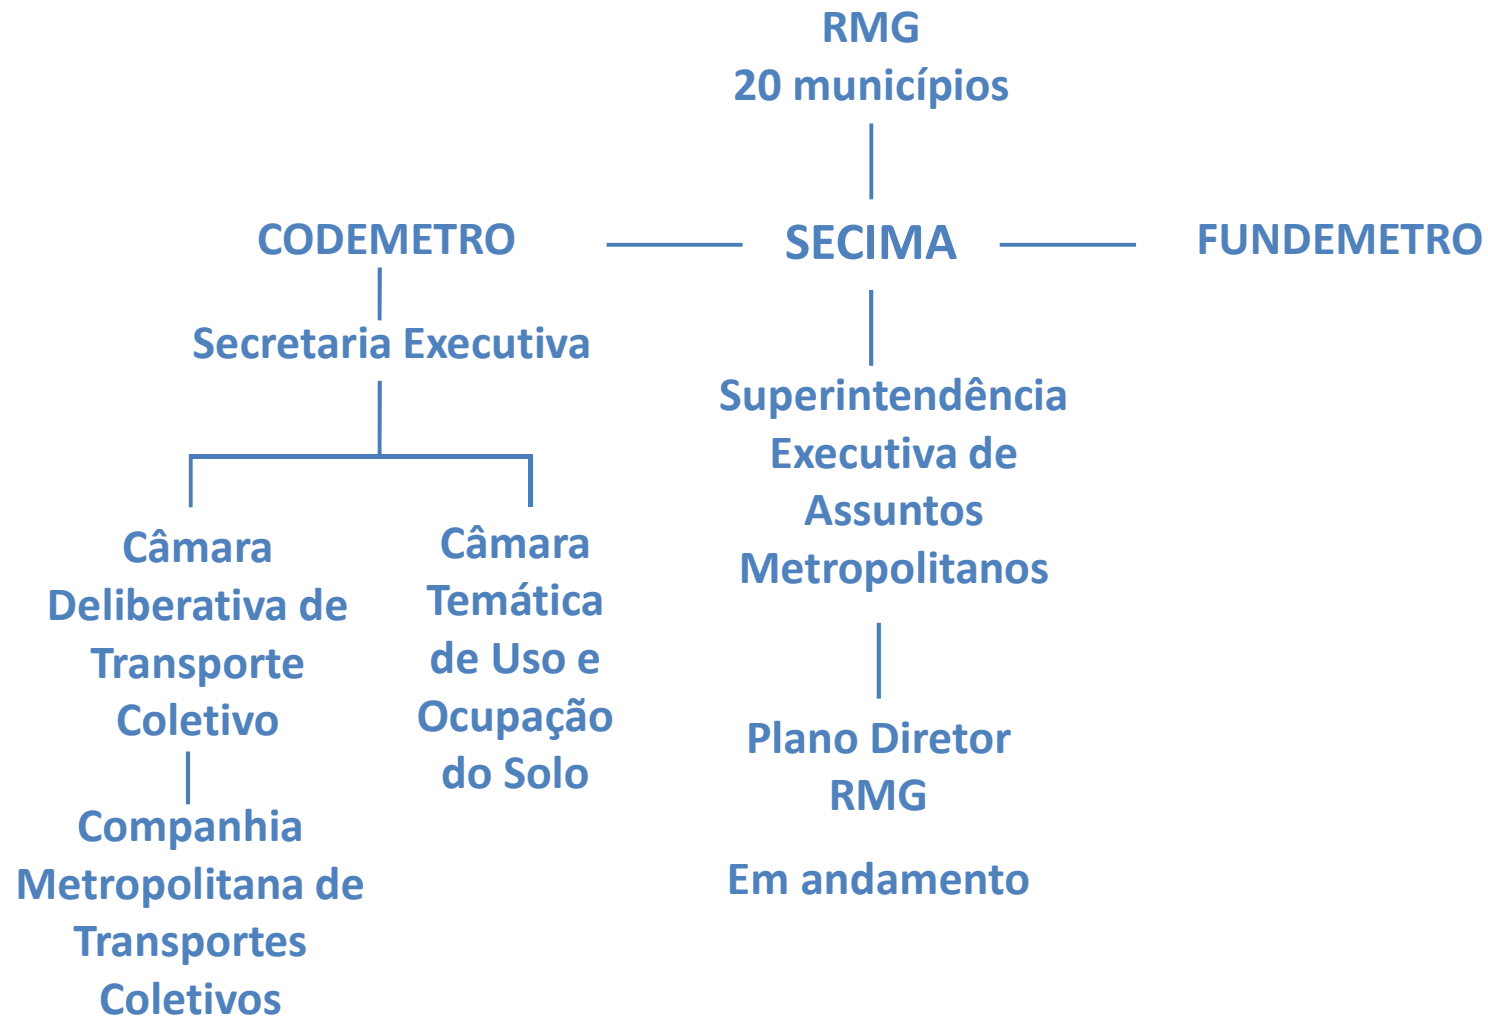 RMG
20 municípios
CODEMETRO
SECIMA
FUNDEMETRO
Secretaria Executiva
Câmara
Deliberativa de
Transporte
Coletivo
Companhia
Metropolitana de
Transportes
Coletivos
Câmara
Temática
de Uso e
Ocupação
do Solo
Superintendência
Executiva de
Assuntos
Metropolitanos
Plano Diretor
RMG
Em andamento